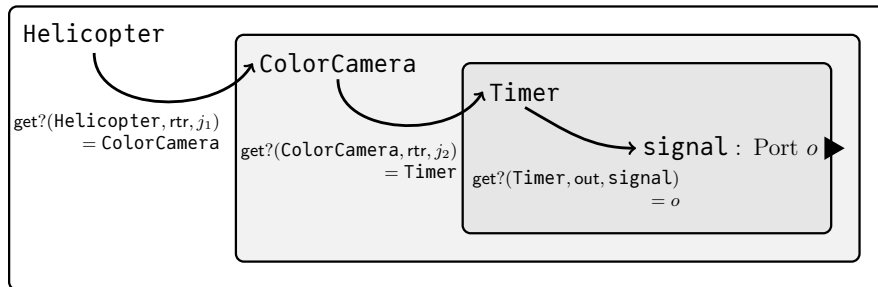 Helicopter
ColorCamera
Timer
get?(Helicopter, rtr, j₁)
= ColorCamera
get?(ColorCamera, rtr, j₂)
= Timer
signal : Port o
get?(Timer, out, signal)
= o